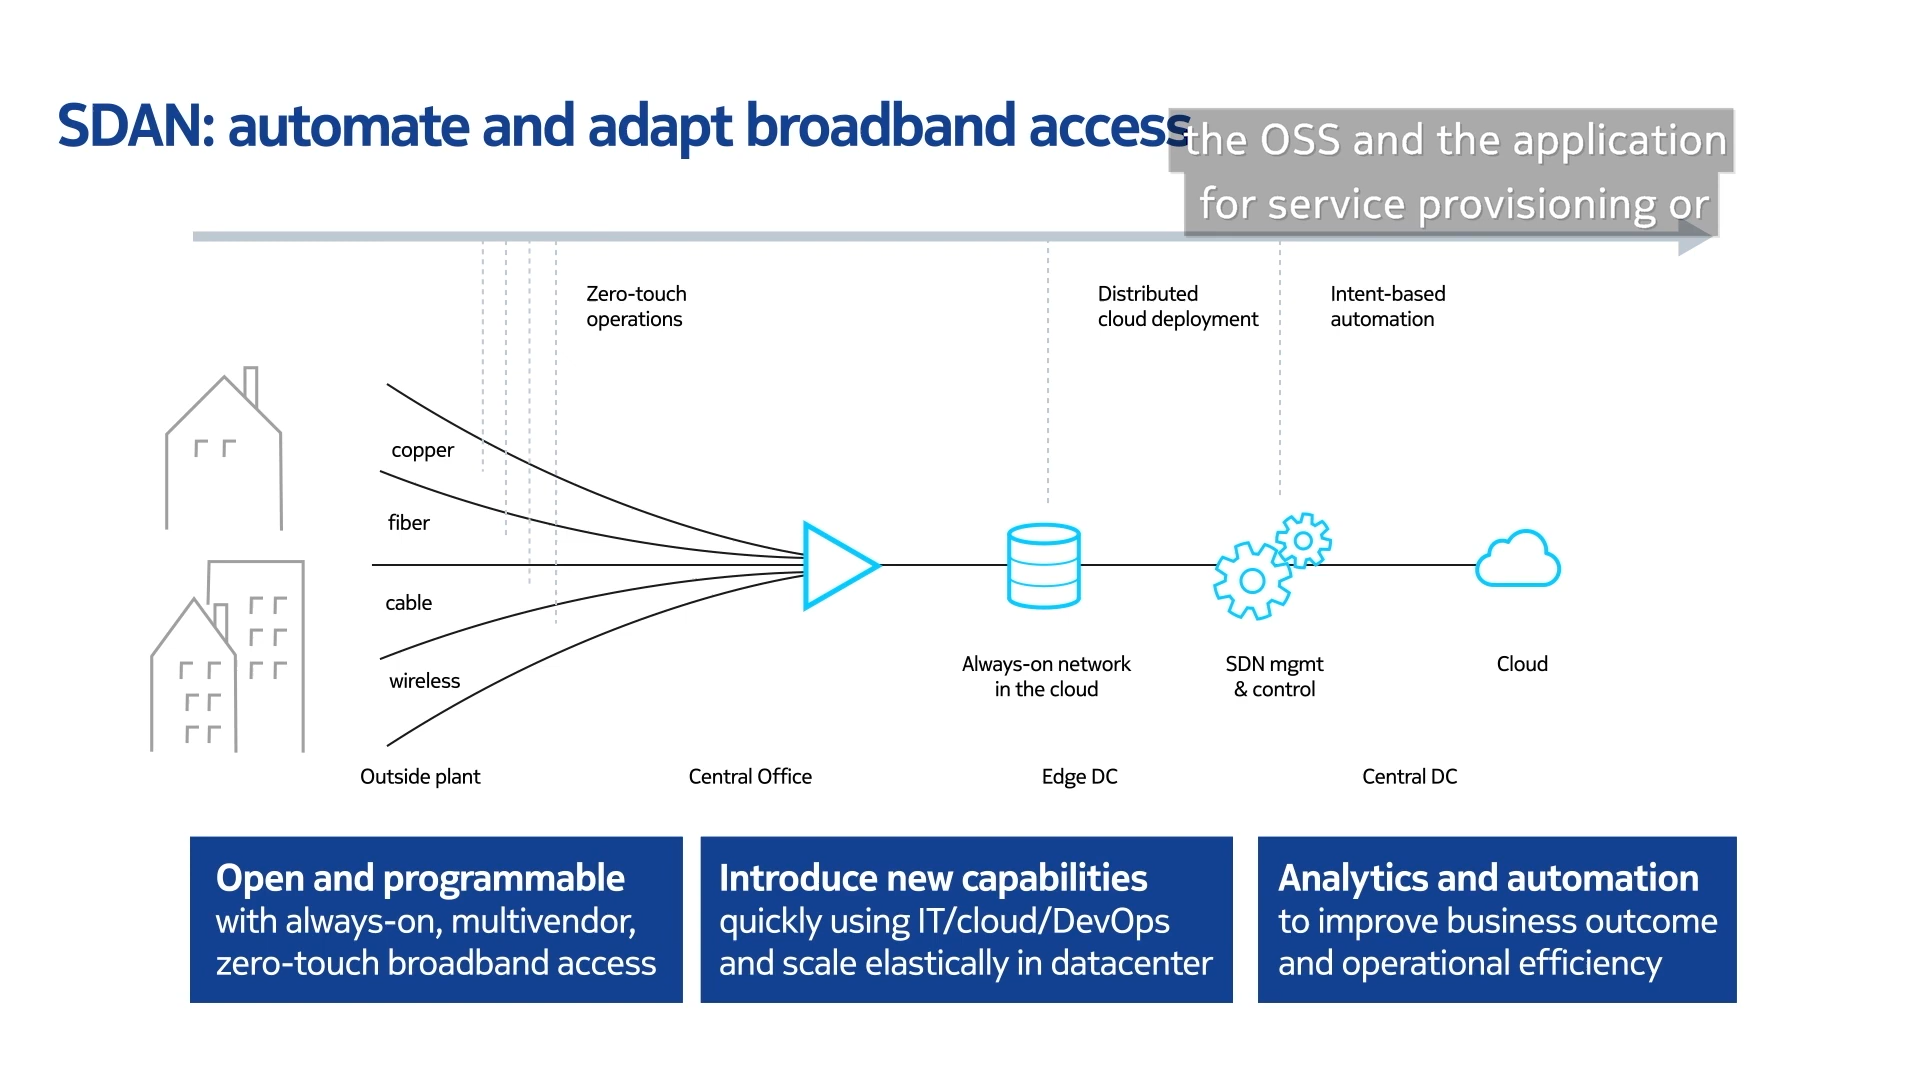 SDAN: automate and adapt broadband access
the OSS and the application
for service provisioning or
Zero-touch
operations
Distributed
cloud deployment
Intent-based
automation
copper
fiber
cable
wireless
Always-on network
in the cloud
SDN mgmt
& control
Cloud
Outside plant
Central Office
Edge DC
Central DC
Open and programmable
with always-on, multivendor,
zero-touch broadband access
Introduce new capabilities
quickly using IT/cloud/DevOps
and scale elastically in datacenter
Analytics and automation
to improve business outcome
and operational efficiency